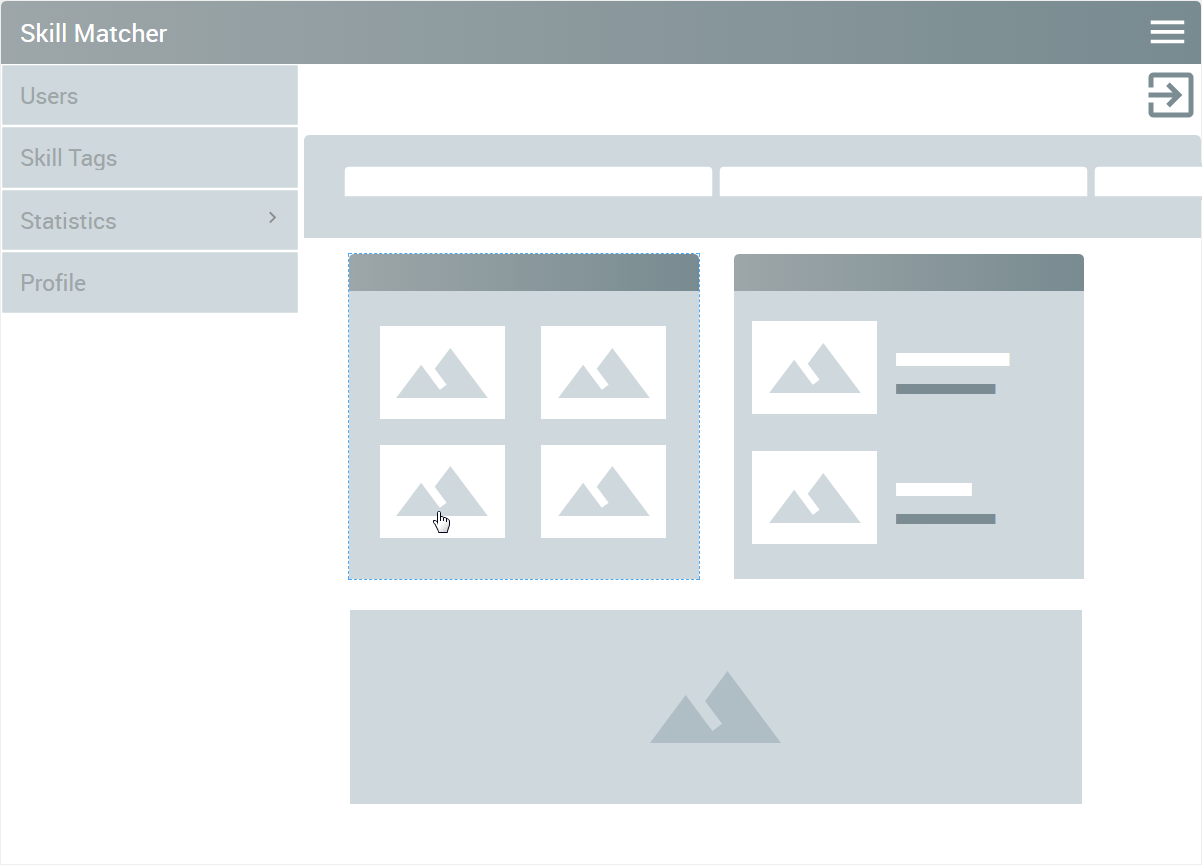 Skill Matcher
Users
Skill Tags
Statistics
Profile